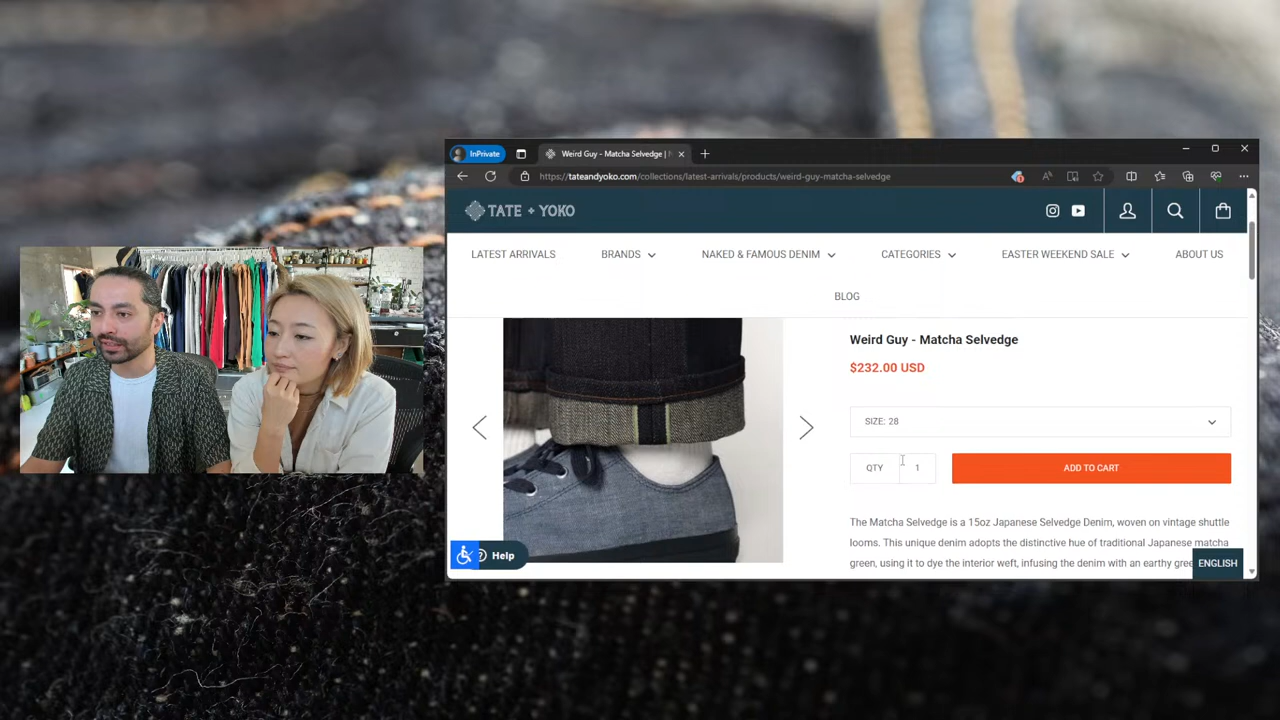 InPrivate
Weird Guy - Matcha Selvedge |
https://tateandyoko.com/collections/latest-arrivals/products/weird-guy-matcha-selvedge
TATE + YOKO
LATEST ARRIVALS BRANDS NAKED & FAMOUS DENIM CATEGORIES EASTER WEEKEND SALE ABOUT US
BLOG
Weird Guy - Matcha Selvedge
$232.00 USD
SIZE: 28
QTY 1 ADD TO CART
The Matcha Selvedge is a 15oz Japanese Selvedge Denim, woven on vintage shuttle
looms. This unique denim adopts the distinctive hue of traditional Japanese matcha
green, using it to dye the interior weft, infusing the denim with an earthy
Help
ENGLISH